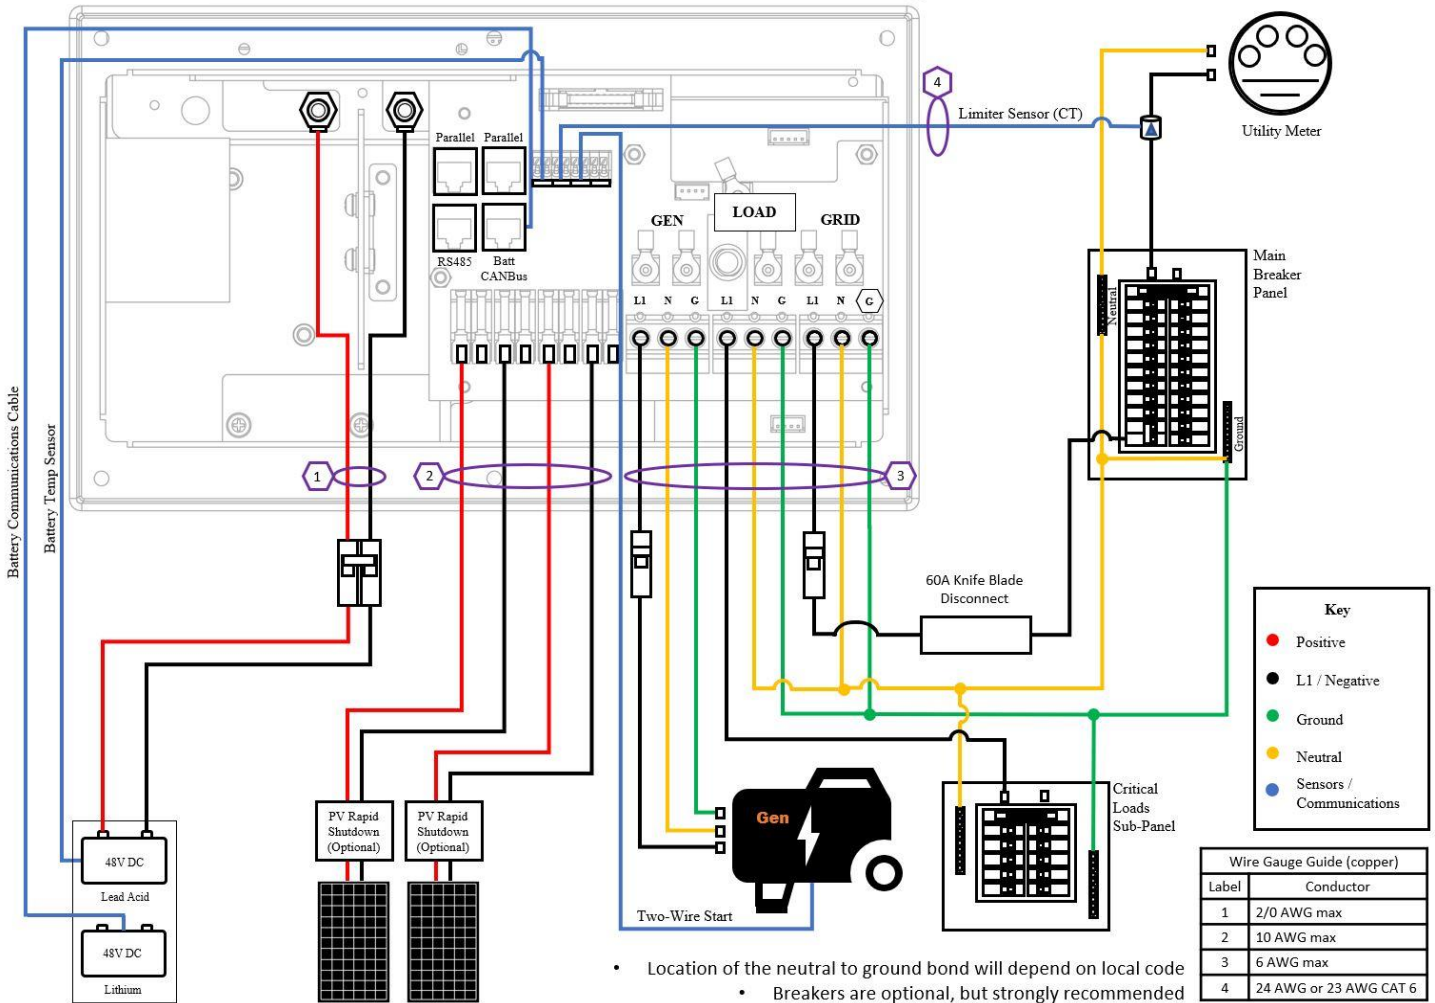 4
Limiter Sensor (CT)
Utility Meter
Parallel
Parallel
GEN
LOAD
GRID
RS485
Batt
CANBus
L1
N
G
L1
N
G
L1
N
G
Main
Breaker
Panel
Neutral
Ground
Battery Communications Cable
Battery Temp Sensor
1
2
3
60A Knife Blade
Disconnect
Key
Positive
L1 / Negative
Ground
Neutral
Sensors /
Communications
PV Rapid
Shutdown
(Optional)
PV Rapid
Shutdown
(Optional)
Gen
Critical
Loads
Sub-Panel
48V DC
Lead Acid
48V DC
Lithium
Two-Wire Start
Wire Gauge Guide (copper)
Label Conductor
1 2/0 AWG max
2 10 AWG max
3 6 AWG max
4 24 AWG or 23 AWG CAT 6
• Location of the neutral to ground bond will depend on local code
• Breakers are optional, but strongly recommended